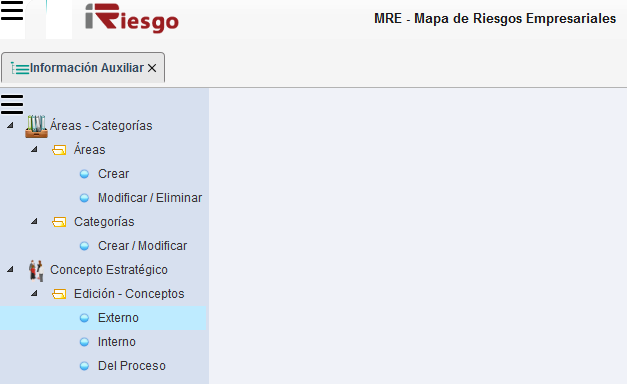 iRiesgo
MRE - Mapa de Riesgos Empresariales
Información Auxiliar
Áreas - Categorías
Áreas
Crear
Modificar / Eliminar
Categorías
Crear / Modificar
Concepto Estratégico
Edición - Conceptos
Externo
Interno
Del Proceso